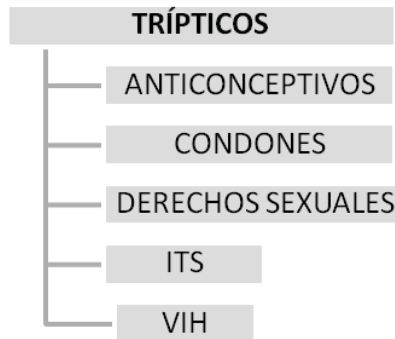 TRÍPTICOS
ANTICONCEPTIVOS
CONDONES
DERECHOS SEXUALES
ITS
VIH